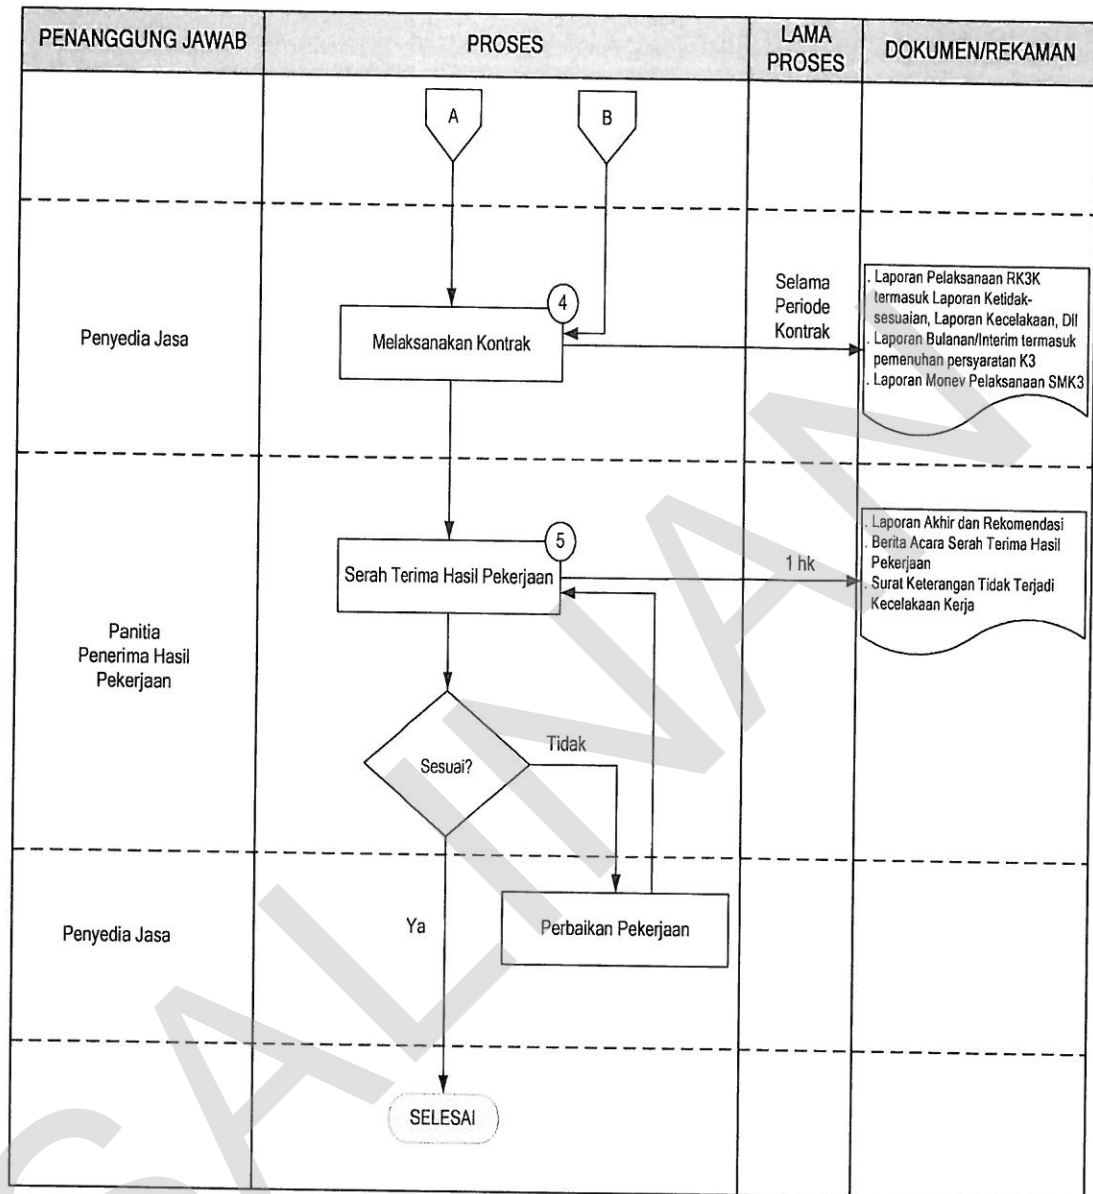 PENANGGUNG JAWAB
PROSES
LAMA
PROSES
DOKUMEN/REKAMAN
A
B
Penyedia Jasa
4
Melaksanakan Kontrak
Selama
Periode
Kontrak
. Laporan Pelaksanaan RK3K
termasuk Laporan Ketidak-
sesuaian, Laporan Kecelakaan, Dll
. Laporan Bulanan/Interim termasuk
pemenuhan persyaratan K3
. Laporan Monev Pelaksanaan SMK3
Panitia
Penerima Hasil
Pekerjaan
5
Serah Terima Hasil Pekerjaan
1 hk
. Laporan Akhir dan Rekomendasi
. Berita Acara Serah Terima Hasil
Pekerjaan
. Surat Keterangan Tidak Terjadi
Kecelakaan Kerja
Sesuai?
Tidak
Penyedia Jasa
Ya
Perbaikan Pekerjaan
SELESAI
SALINAN